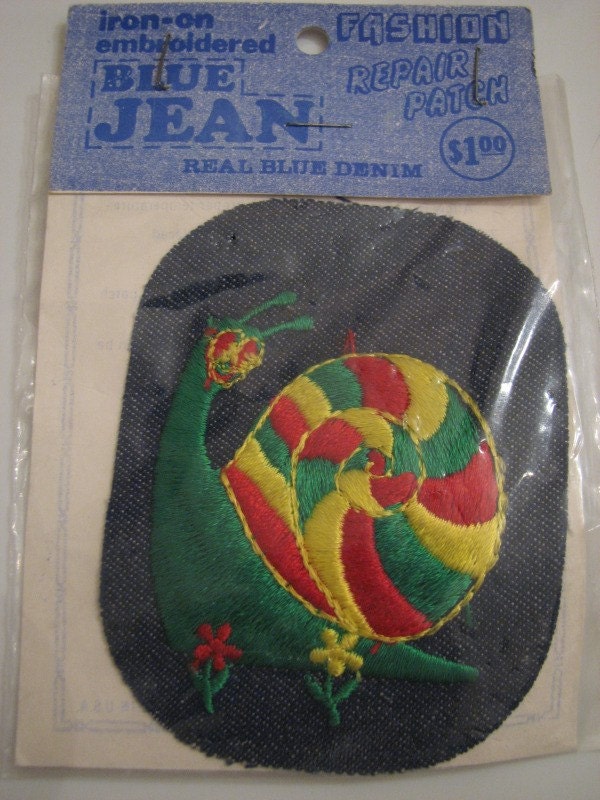 iron-on
embroidered
BLUE
JEAN
FASHION
REPAIR
PATCH
$1.00
REAL BLUE DENIM